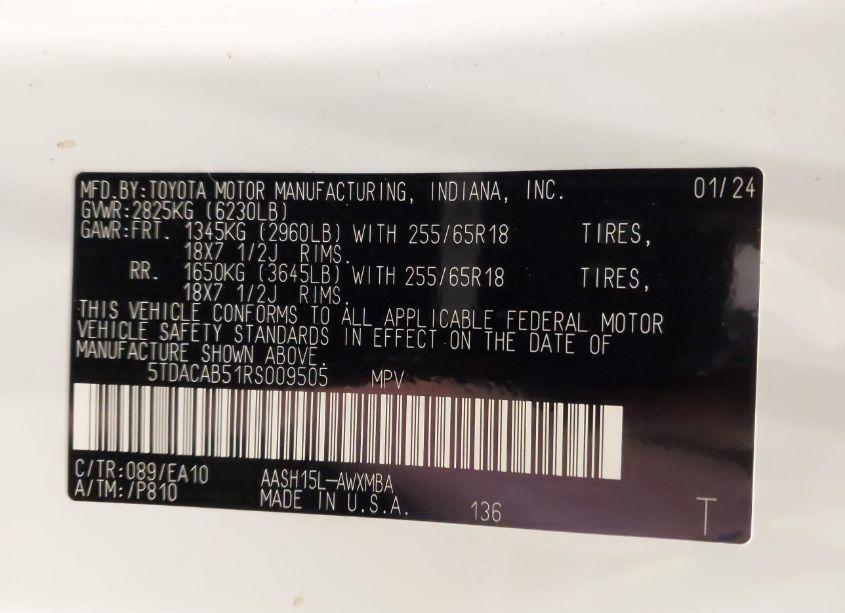 MFD.BY:TOYOTA MOTOR MANUFACTURING, INDIANA, INC. 01/24
GVWR:2825KG (6230LB)
GAWR:FRT. 1345KG (2960LB) WITH 255/65R18 TIRES,
18X7 1/2J RIMS.
RR. 1650KG (3645LB) WITH 255/65R18 TIRES,
18X7 1/2J RIMS.
THIS VEHICLE CONFORMS TO ALL APPLICABLE FEDERAL MOTOR
VEHICLE SAFETY STANDARDS IN EFFECT ON THE DATE OF
MANUFACTURE SHOWN ABOVE.
5TDACAB51RS009505 MPV
C/TR:089/EA10 AASH15L-AWXMBA
A/TM:/P810 MADE IN U.S.A. 136 T